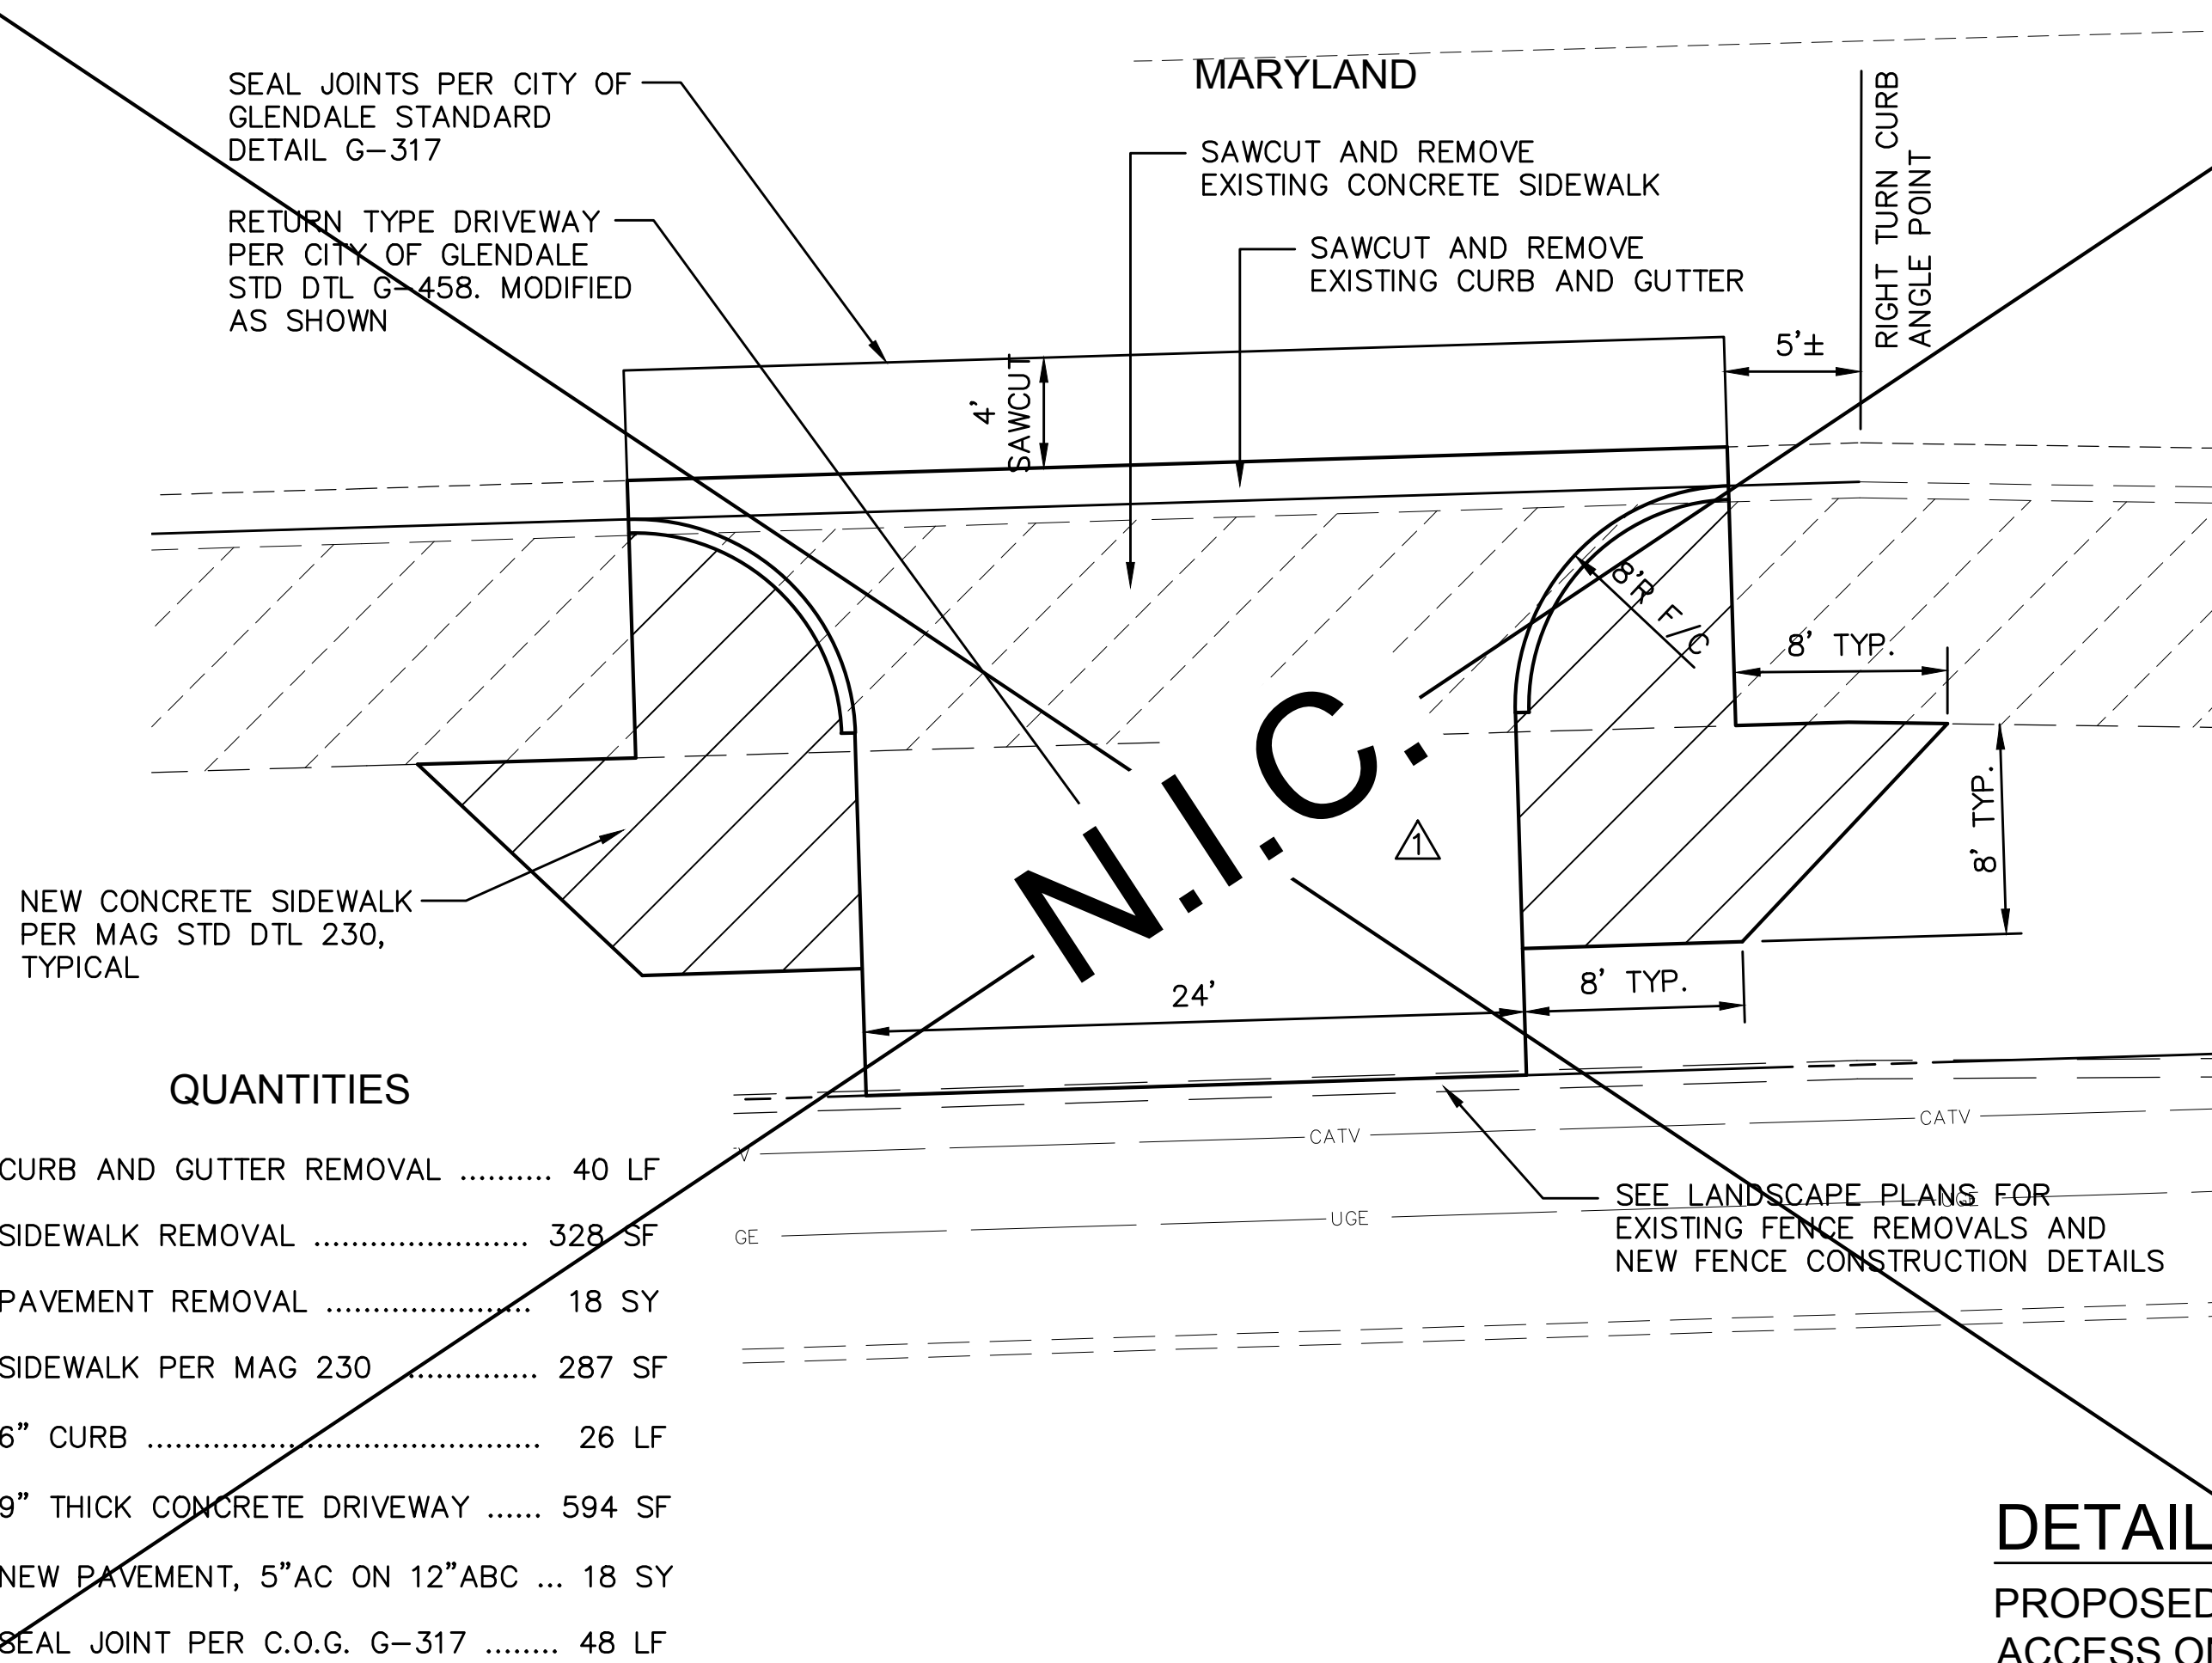 MARYLAND
SEAL JOINTS PER CITY OF
GLENDALE STANDARD
DETAIL G-317
RETURN TYPE DRIVEWAY
PER CITY OF GLENDALE
STD DTL G-458. MODIFIED
AS SHOWN
SAWCUT AND REMOVE
EXISTING CONCRETE SIDEWALK
SAWCUT AND REMOVE
EXISTING CURB AND GUTTER
RIGHT TURN CURB
ANGLE POINT
5'±
4'
SAWCUT
8'R F/C
8' TYP.
8' TYP.
N.I.C.
1
NEW CONCRETE SIDEWALK
PER MAG STD DTL 230,
TYPICAL
24'
8' TYP.
V
CATV
CATV
GE
UGE
UGE
SEE LANDSCAPE PLANS FOR
EXISTING FENCE REMOVALS AND
NEW FENCE CONSTRUCTION DETAILS
QUANTITIES
CURB AND GUTTER REMOVAL .......... 40 LF
SIDEWALK REMOVAL ....................... 328 SF
PAVEMENT REMOVAL ...................... 18 SY
SIDEWALK PER MAG 230 .............. 287 SF
6" CURB .......................................... 26 LF
9" THICK CONCRETE DRIVEWAY ...... 594 SF
NEW PAVEMENT, 5"AC ON 12"ABC ... 18 SY
SEAL JOINT PER C.O.G. G-317 ........ 48 LF
DETAIL
PROPOSED
ACCESS